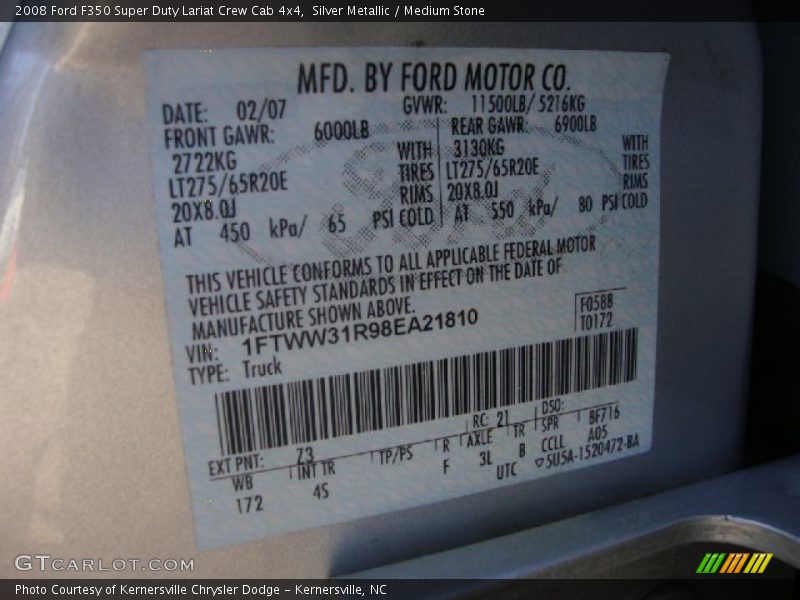 2008 Ford F350 Super Duty Lariat Crew Cab 4x4, Silver Metallic / Medium Stone
MFD. BY FORD MOTOR CO.
DATE: 02/07 GVWR: 11500LB/ 5216KG
FRONT GAWR: 6000LB REAR GAWR: 6900LB
2722KG WITH 3130KG WITH
LT275/65R20E TIRES LT275/65R20E TIRES
20X8.0J RIMS 20X8.0J RIMS
AT 450 kPa/ 65 PSI COLD AT 550 kPa/ 80 PSI COLD
THIS VEHICLE CONFORMS TO ALL APPLICABLE FEDERAL MOTOR
VEHICLE SAFETY STANDARDS IN EFFECT ON THE DATE OF
MANUFACTURE SHOWN ABOVE.
VIN: 1FTWW31R98EA21810 F0588
TYPE: Truck T0172
EXT PNT: Z3 RC: 21 DSO:
WB INT TR TP/PS R AXLE TR SPR BF716
172 4S F 3L B CCLL A05
UTC ▽5U5A-1520472-BA
GTCARLOT.COM
Photo Courtesy of Kernersville Chrysler Dodge – Kernersville, NC